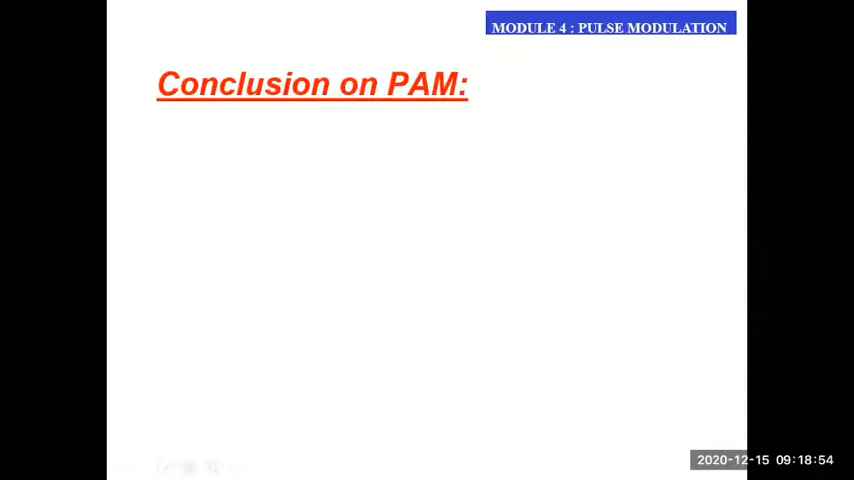 MODULE 4 : PULSE MODULATION
Conclusion on PAM:
2020-12-15 09:18:54